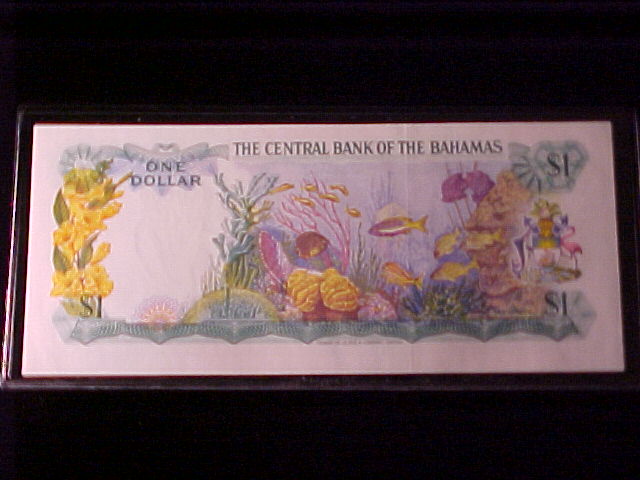 THE CENTRAL BANK OF THE BAHAMAS
ONE
DOLLAR
$1
$1
$1